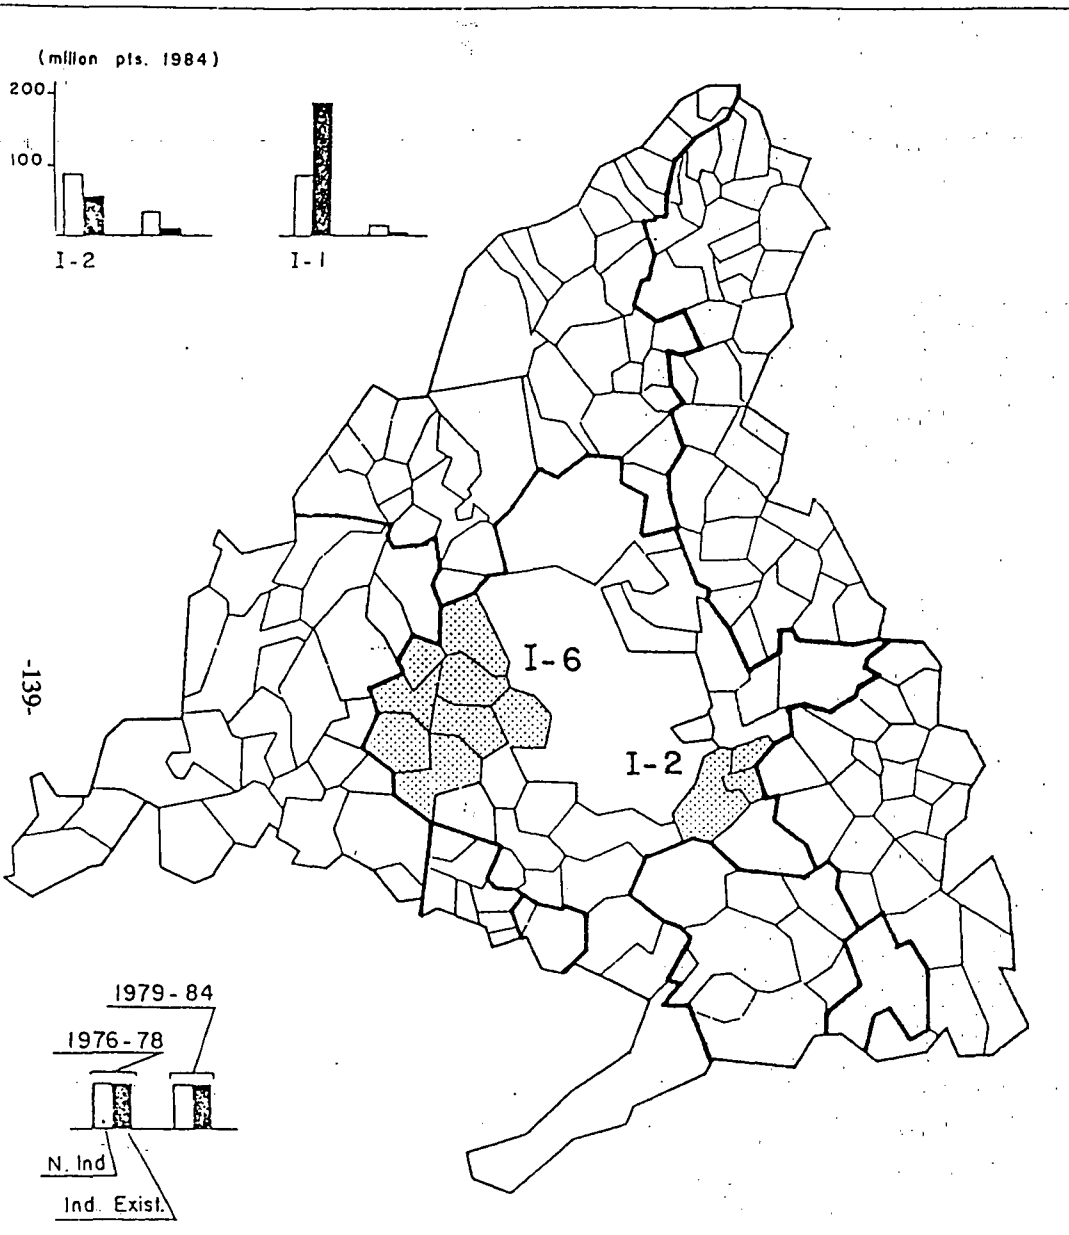 (millon pts. 1984)
200
100
I-2
I-1
I-6
I-2
-139-
1979-84
1976-78
N. Ind
Ind. Exist.